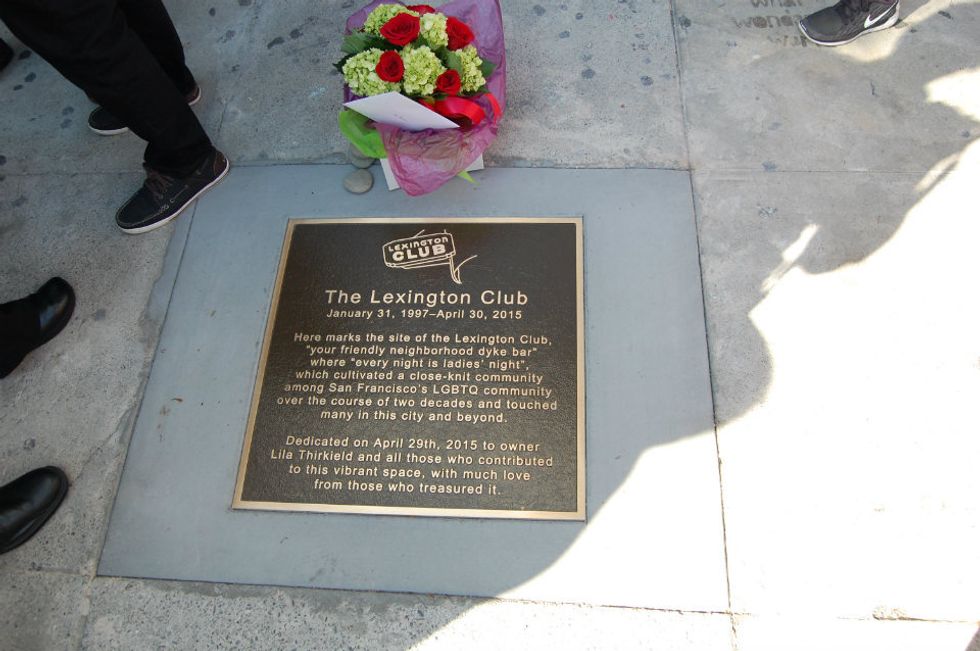 LEXINGTON
CLUB
The Lexington Club
January 31, 1997–April 30, 2015
Here marks the site of the Lexington Club,
"your friendly neighborhood dyke bar"
where "every night is ladies' night",
which cultivated a close-knit community
among San Francisco's LGBTQ community
over the course of two decades and touched
many in this city and beyond.
Dedicated on April 29th, 2015 to owner
Lila Thirkield and all those who contributed
to this vibrant space, with much love
from those who treasured it.